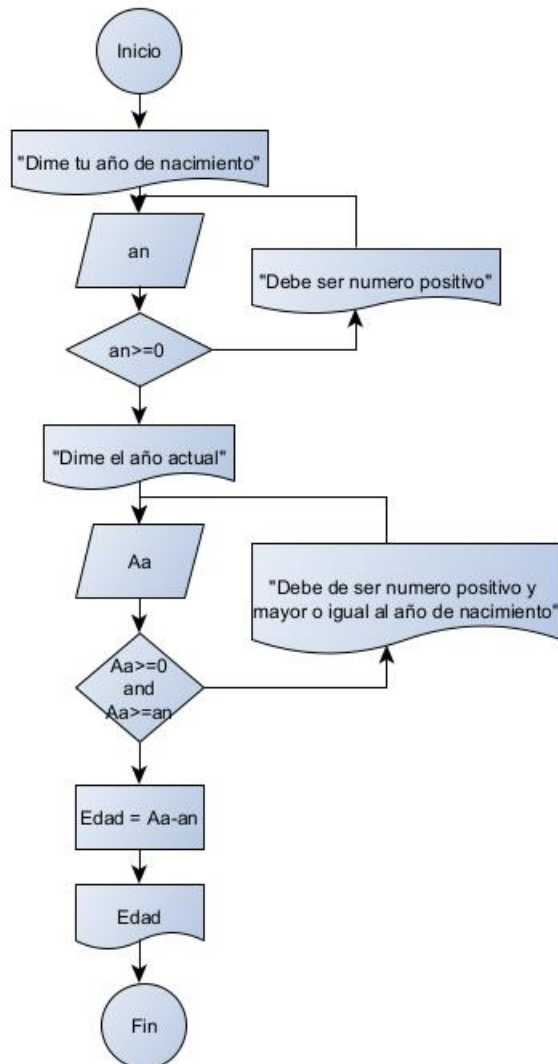 Inicio
"Dime tu año de nacimiento"
an
"Debe ser numero positivo"
an>=0
"Dime el año actual"
Aa
"Debe de ser numero positivo y
mayor o igual al año de nacimiento"
Aa>=0
and
Aa>=an
Edad = Aa-an
Edad
Fin